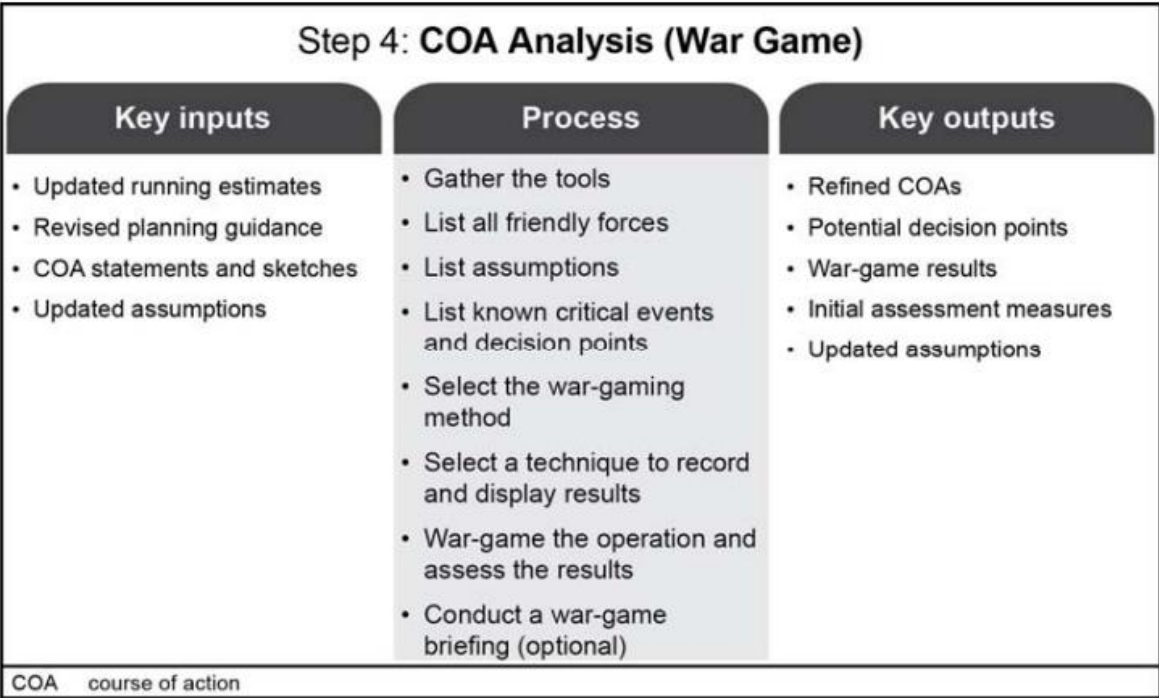 Step 4: COA Analysis (War Game)
Key inputs
• Updated running estimates
• Revised planning guidance
• COA statements and sketches
• Updated assumptions
Process
• Gather the tools
• List all friendly forces
• List assumptions
• List known critical events
and decision points
• Select the war-gaming
method
• Select a technique to record
and display results
• War-game the operation and
assess the results
• Conduct a war-game
briefing (optional)
Key outputs
• Refined COAs
• Potential decision points
• War-game results
• Initial assessment measures
• Updated assumptions
COA course of action